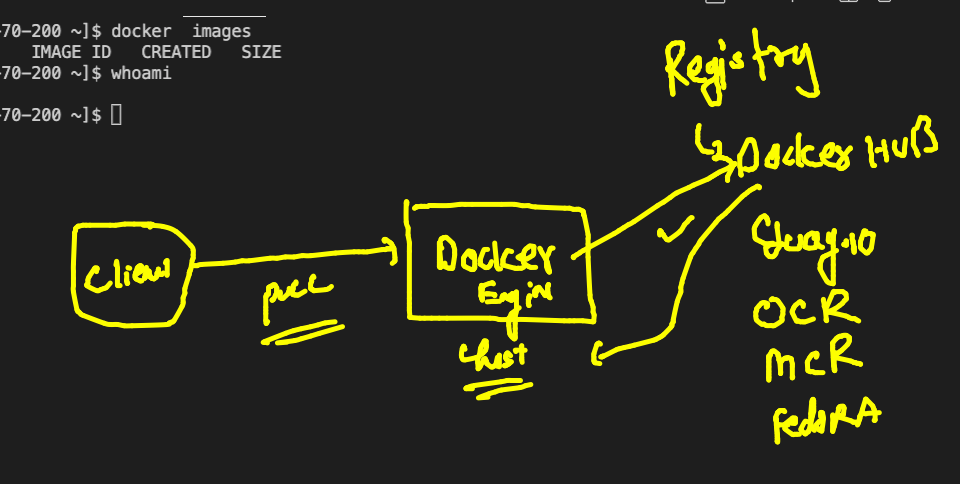 -70-200 ~]$ docker  images
IMAGE ID   CREATED   SIZE
-70-200 ~]$ whoami
-70-200 ~]$
Registry
Docker HUB
Client
pull
Docker
Engin
Quay.io
OCR
MCR
FedoRA